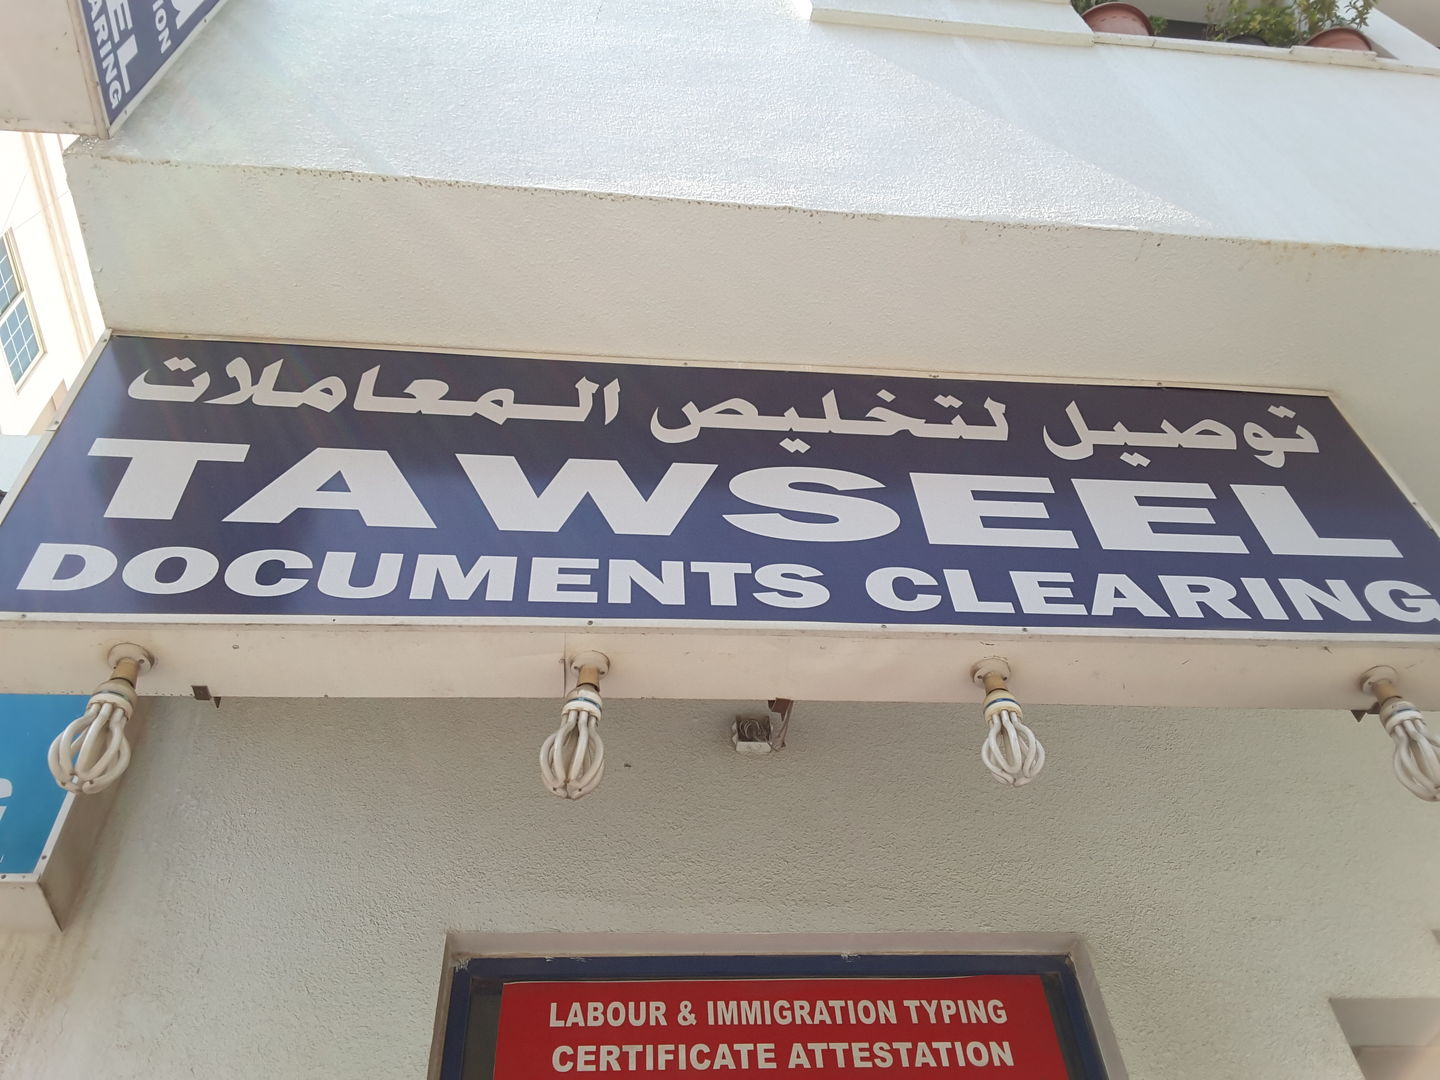 توصيل لتخليص المعاملات
TAWSEEL
DOCUMENTS CLEARING
LABOUR & IMMIGRATION TYPING
CERTIFICATE ATTESTATION